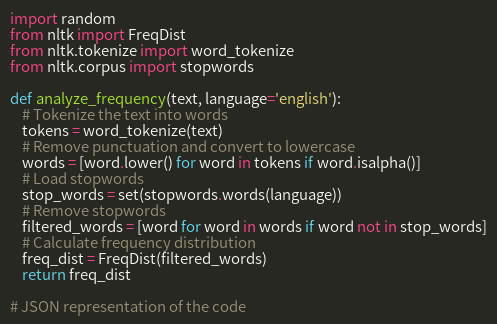 import random
from nltk import FreqDist
from nltk.tokenize import word_tokenize
from nltk.corpus import stopwords

def analyze_frequency(text, language='english'):
    # Tokenize the text into words
    tokens = word_tokenize(text)
    # Remove punctuation and convert to lowercase
    words = [word.lower() for word in tokens if word.isalpha()]
    # Load stopwords
    stop_words = set(stopwords.words(language))
    # Remove stopwords
    filtered_words = [word for word in words if word not in stop_words]
    # Calculate frequency distribution
    freq_dist = FreqDist(filtered_words)
    return freq_dist

# JSON representation of the code